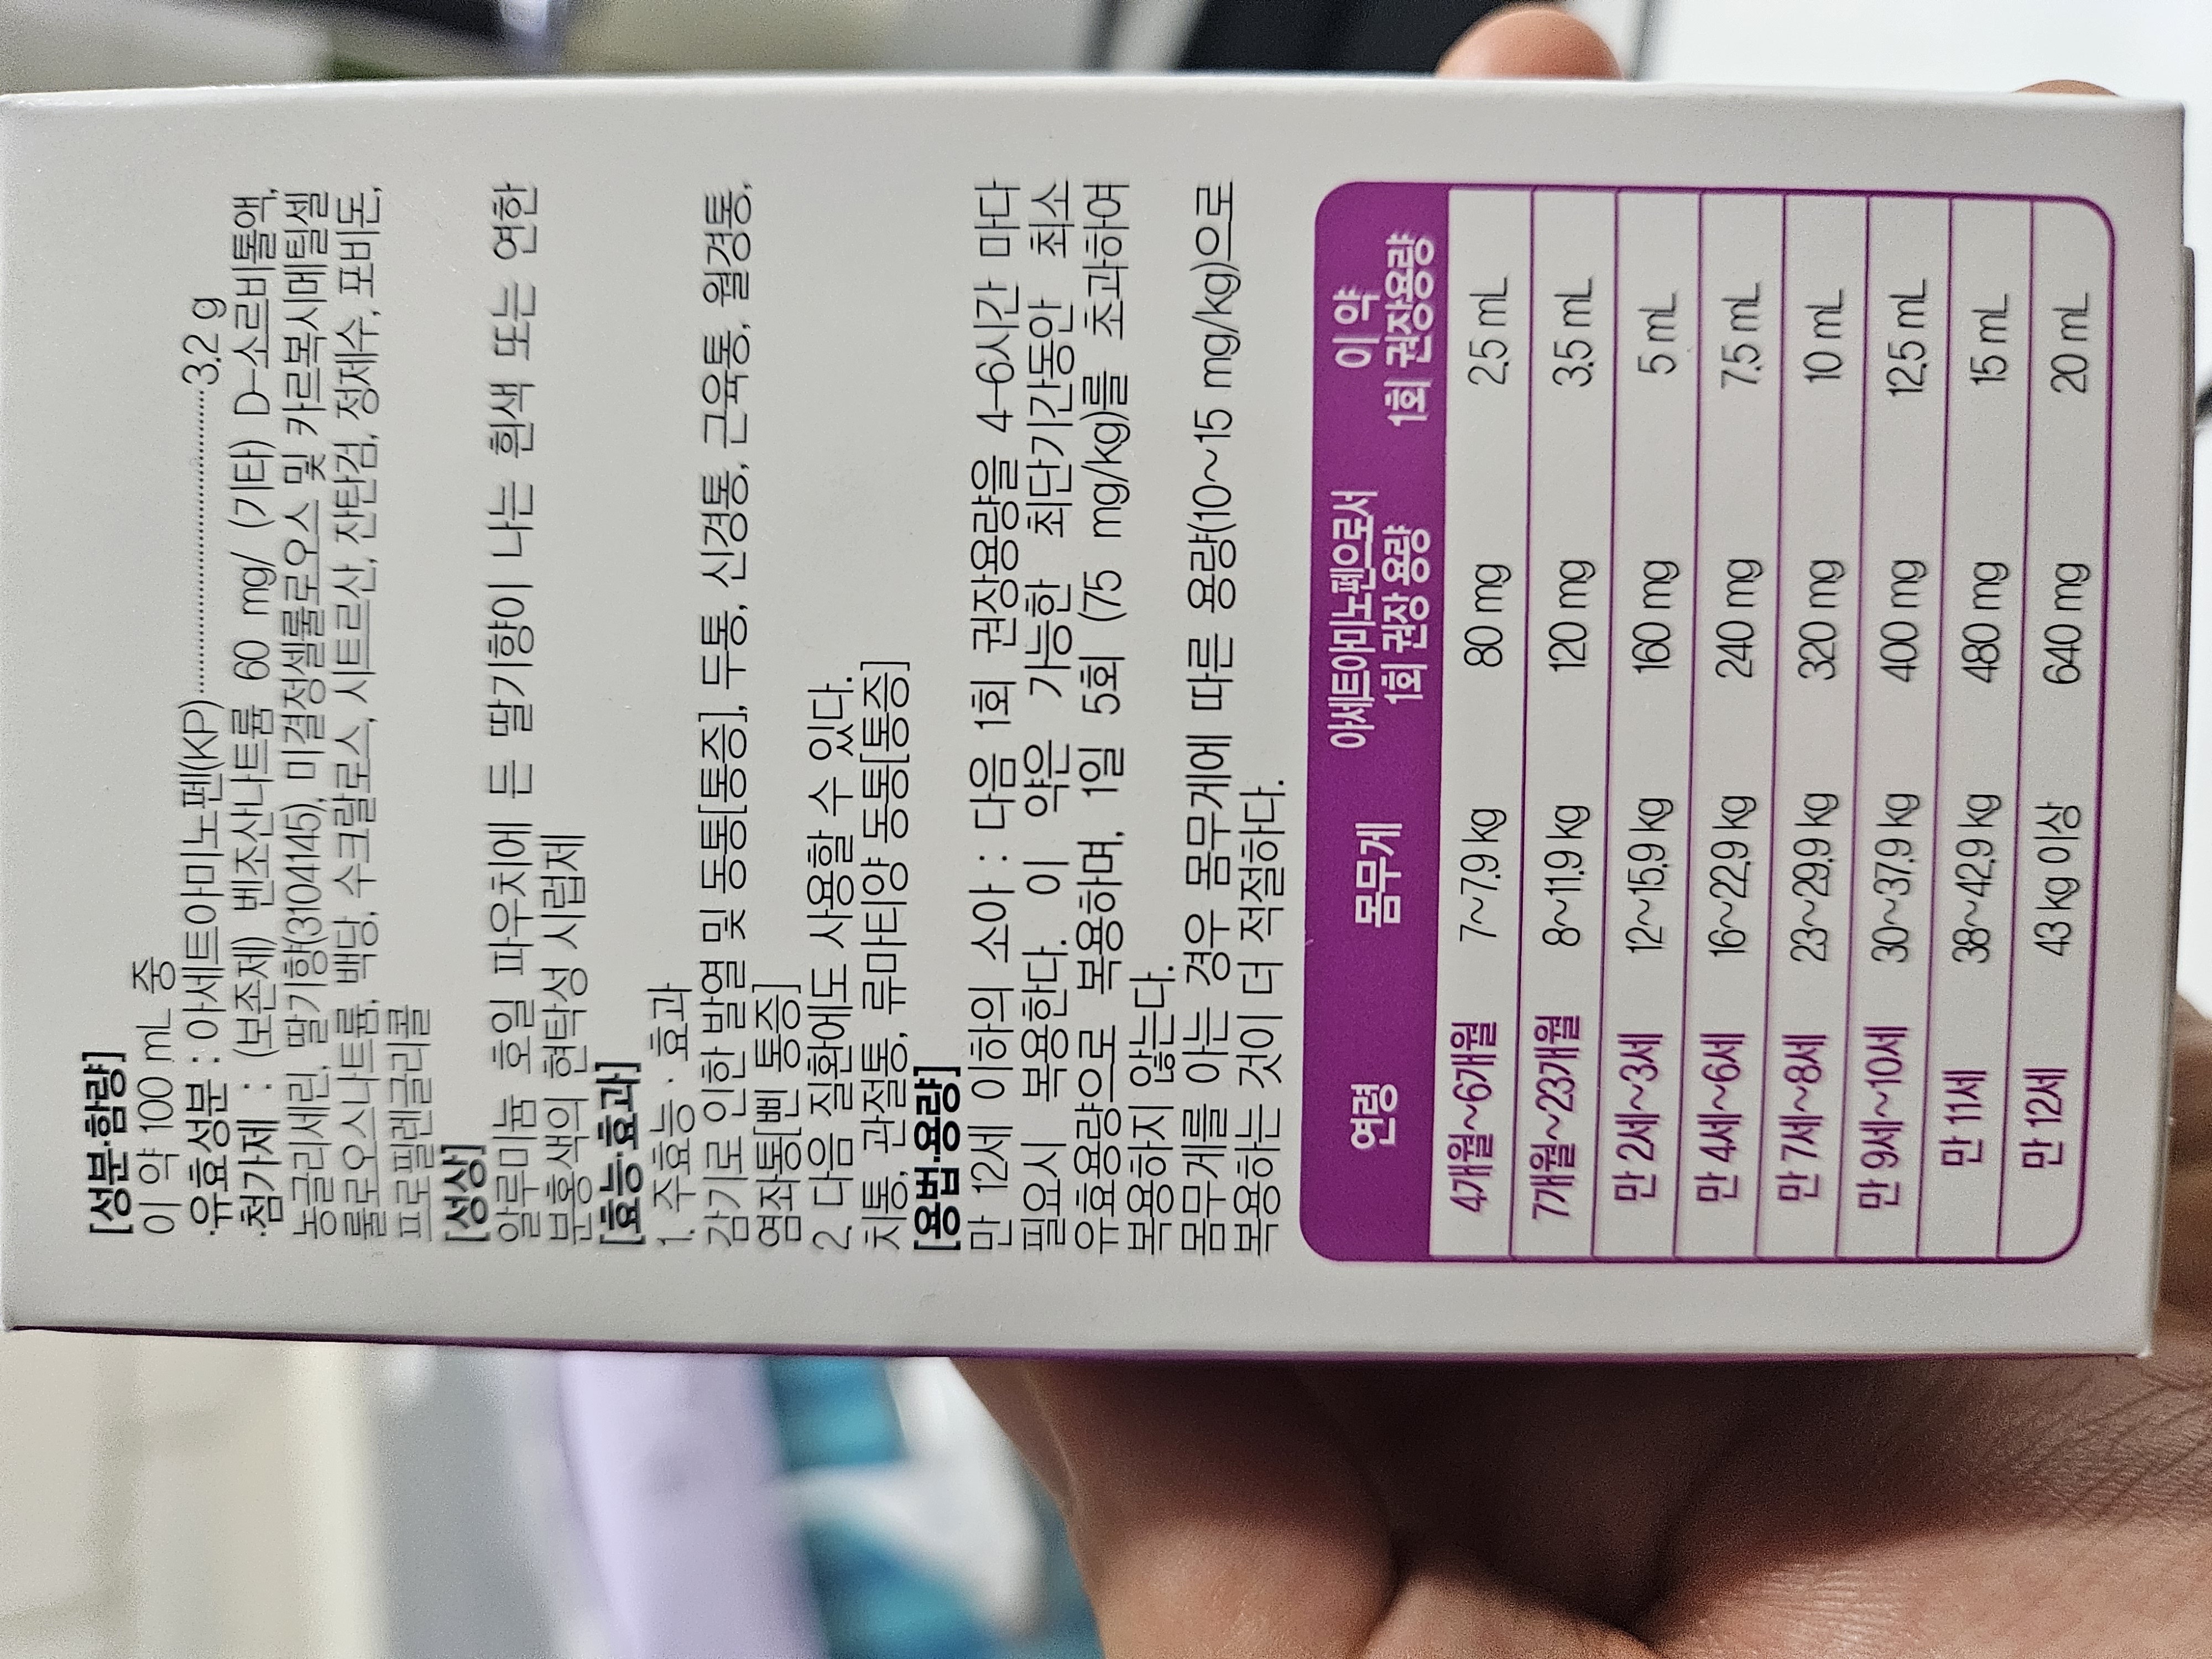 [성분·함량]
이 약 100 mL 중
·유효성분 : 아세트아미노펜(KP)................................3.2 g
·첨가제 : (보존제) 벤조산나트륨 60 mg/ (기타) D-소르비톨액,
농글리세린, 딸기향(3104145), 미결정셀룰로오스 및 카르복시메틸셀
룰로오스나트륨, 백당, 수크랄로스, 시트르산, 잔탄검, 정제수, 포비돈,
프로필렌글리콜
[성상]
알루미늄 호일 파우치에 든 딸기향이 나는 흰색 또는 연한
분홍색의 현탁성 시럽제
[효능·효과]
1. 주효능·효과
감기로 인한 발열 및 동통[통증], 두통, 신경통, 근육통, 월경통,
염좌통[삔 통증]
2. 다음 질환에도 사용할 수 있다.
치통, 관절통, 류마티양 동통[통증]
[용법·용량]
만 12세 이하의 소아 : 다음 1회 권장용량을 4-6시간 마다
필요시 복용한다. 이 약은 가능한 최단기간동안 최소
유효용량으로 복용하며, 1일 5회 (75 mg/kg)를 초과하여
복용하지 않는다.
몸무게를 아는 경우 몸무게에 따른 용량(10~15 mg/kg)으로
복용하는 것이 더 적절하다.
연령 몸무게 아세트아미노펜으로서 1회 권장 용량 이 약 1회 권장용량
4개월~6개월 7~7.9 kg 80 mg 2.5 mL
7개월~23개월 8~11.9 kg 120 mg 3.5 mL
만 2세~3세 12~15.9 kg 160 mg 5 mL
만 4세~6세 16~22.9 kg 240 mg 7.5 mL
만 7세~8세 23~29.9 kg 320 mg 10 mL
만 9세~10세 30~37.9 kg 400 mg 12.5 mL
만 11세 38~42.9 kg 480 mg 15 mL
만 12세 43 kg 이상 640 mg 20 mL